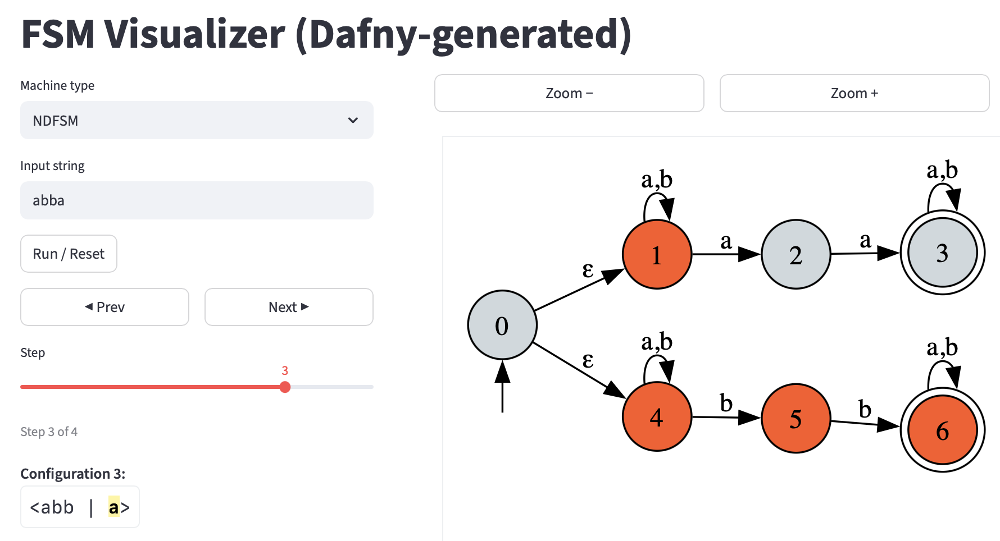 FSM Visualizer (Dafny-generated)
Machine type
NDFSM
Input string
abba
Run / Reset
◀ Prev
Next ▶
Step
3
Step 3 of 4
Configuration 3:
<abb | a>
Zoom −
Zoom +
a,b
a,b
1
a
2
a
3
ε
0
ε
a,b
a,b
4
b
5
b
6